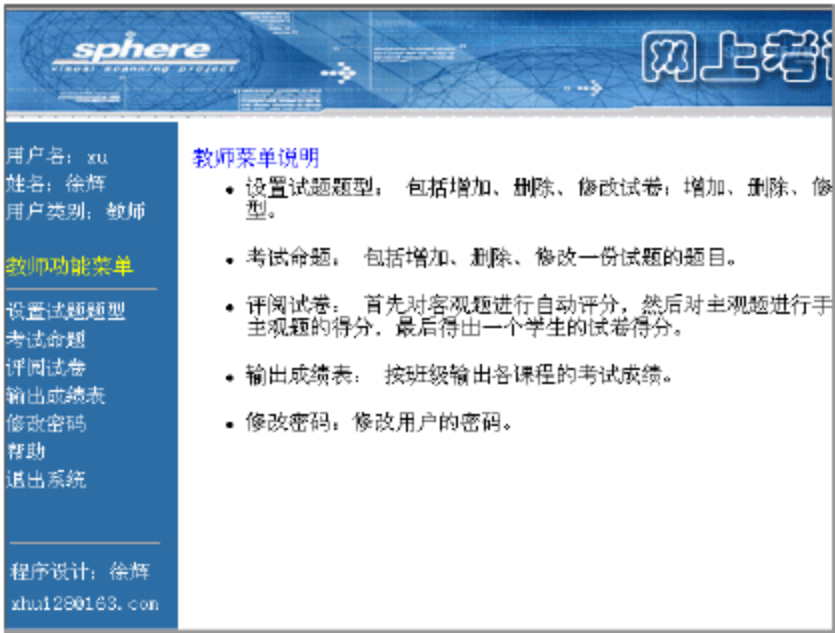 sphere
visual scanning project
网上考
用户名：xu
姓名：徐辉
用户类别：教师
教师功能菜单
设置试题题型
考试命题
评阅试卷
输出成绩表
修改密码
帮助
退出系统
程序设计：徐辉
教师菜单说明
设置试题题型： 包括增加、删除、修改试卷；增加、删除、修
型。
考试命题： 包括增加、删除、修改一份试题的题目。
评阅试卷： 首先对客观题进行自动评分，然后对主观题进行手
主观题的得分，最后得出一个学生的试卷得分。
输出成绩表： 按班级输出各课程的考试成绩。
修改密码：修改用户的密码。